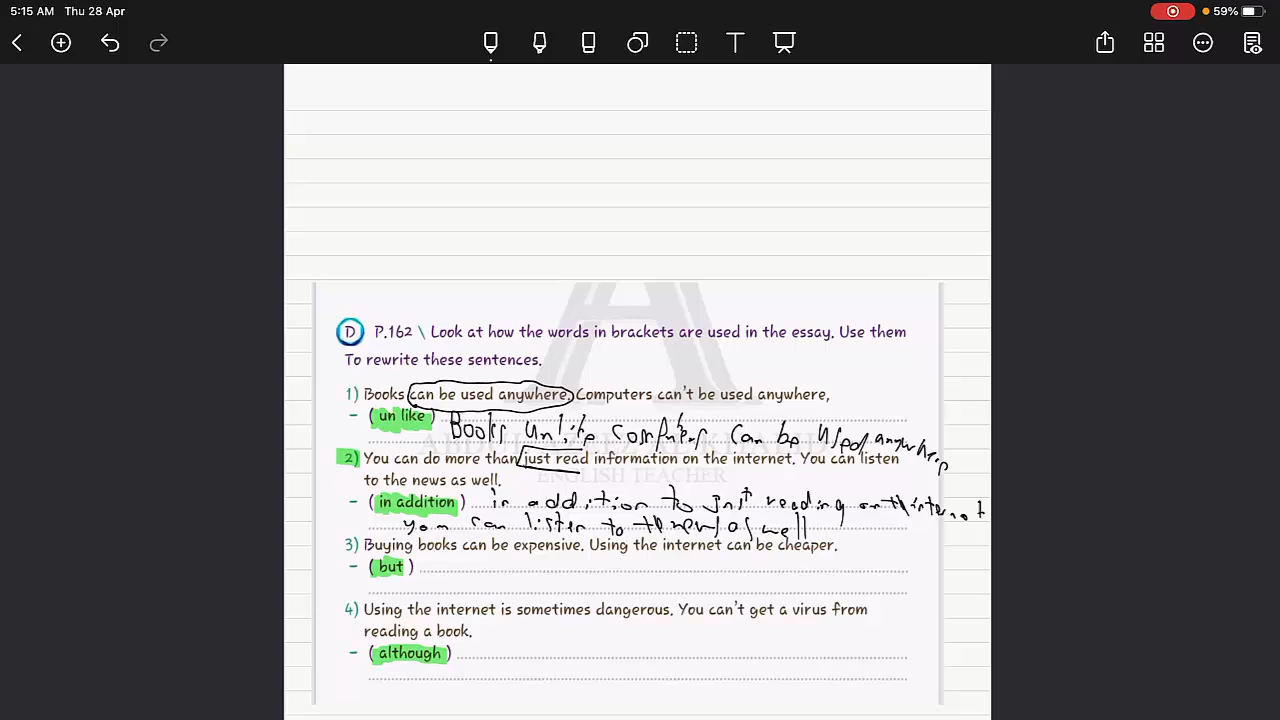 5:15 AM Thu 28 Apr
59%
D P.162 \ Look at how the words in brackets are used in the essay. Use them
To rewrite these sentences.
1) Books can be used anywhere. Computers can't be used anywhere,
- (un like) Books unlike computers can be used anywhere
2) You can do more than just read information on the internet. You can listen
to the news as well.
- (in addition) in addition to just reading on the internet
you can listen to the news as well
3) Buying books can be expensive. Using the internet can be cheaper.
- (but)
4) Using the internet is sometimes dangerous. You can't get a virus from
reading a book.
- (although)
ENGLISH TEACHER